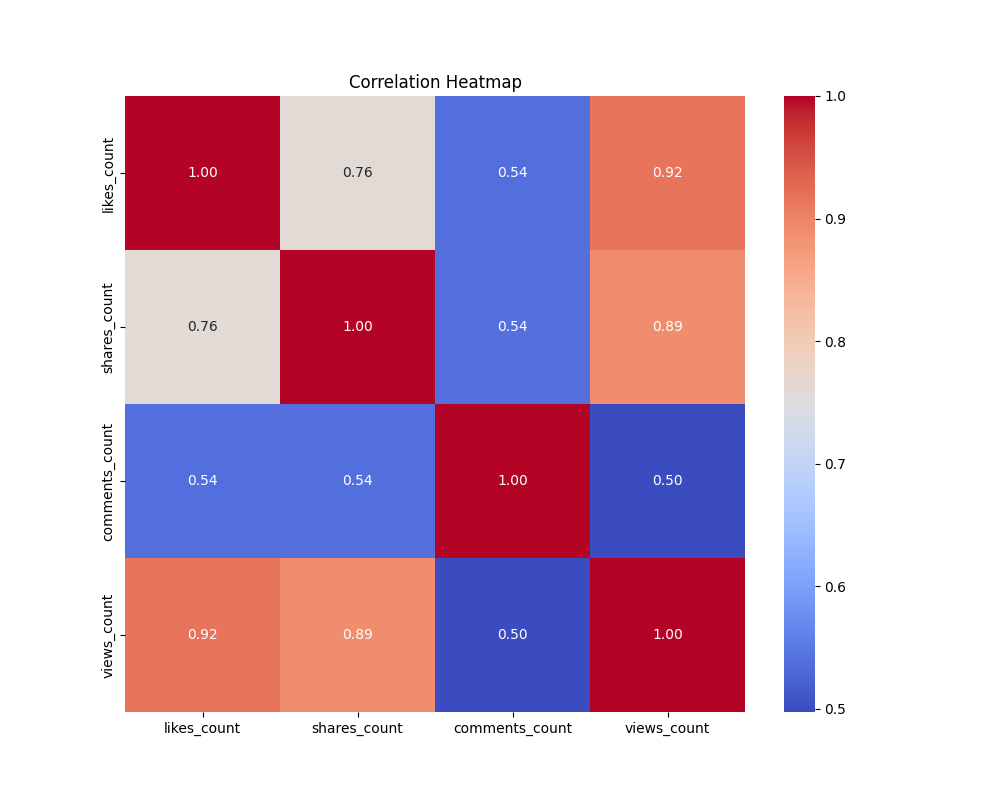 Correlation Heatmap
likes_count
1.00 0.76 0.54 0.92
shares_count
0.76 1.00 0.54 0.89
comments_count
0.54 0.54 1.00 0.50
views_count
0.92 0.89 0.50 1.00
likes_count shares_count comments_count views_count
1.0
0.9
0.8
0.7
0.6
0.5